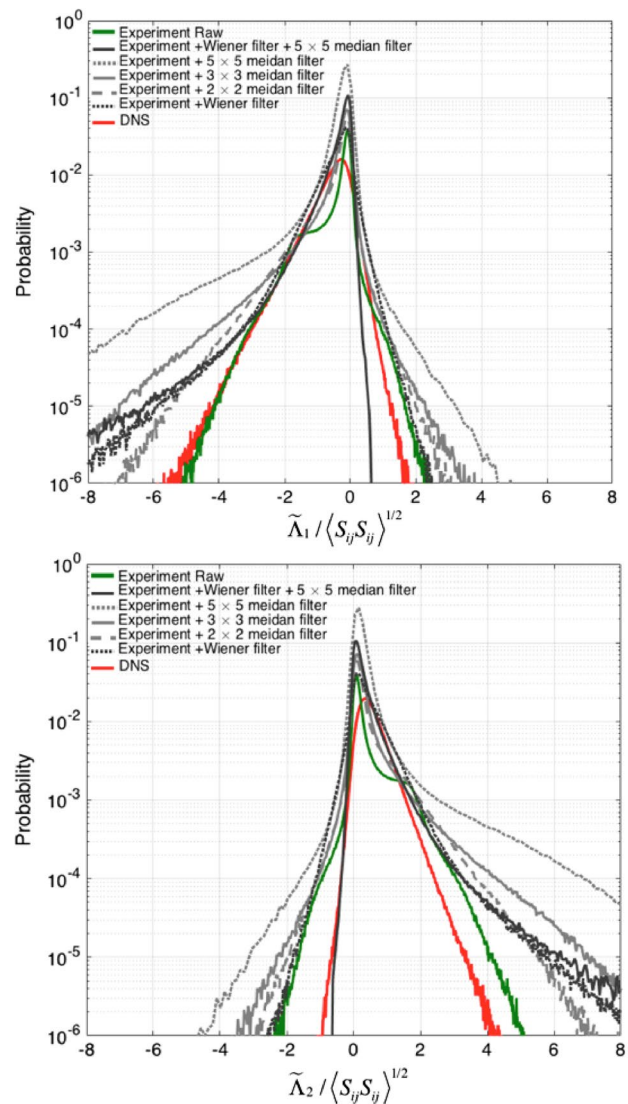 10^0
10^-1
10^-2
10^-3
10^-4
10^-5
10^-6
Probability
Experiment Raw
Experiment +Wiener filter + 5 × 5 median filter
Experiment + 5 × 5 meidan filter
Experiment + 3 × 3 meidan filter
Experiment + 2 × 2 meidan filter
Experiment +Wiener filter
DNS
-8 -6 -4 -2 0 2 4 6 8
Λ̃₁ / ⟨S_ij S_ij⟩^1/2
10^0
10^-1
10^-2
10^-3
10^-4
10^-5
10^-6
Probability
Experiment Raw
Experiment +Wiener filter + 5 × 5 median filter
Experiment + 5 × 5 meidan filter
Experiment + 3 × 3 meidan filter
Experiment + 2 × 2 meidan filter
Experiment +Wiener filter
DNS
-8 -6 -4 -2 0 2 4 6 8
Λ̃₂ / ⟨S_ij S_ij⟩^1/2